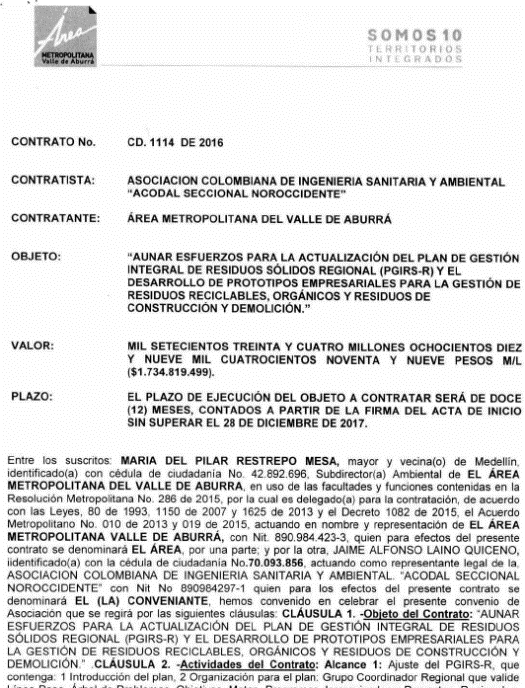 Área
METROPOLITANA
Valle de Aburrá
SOMOS10
TERRITORIOS
INTEGRADOS
CONTRATO No. CD. 1114 DE 2016
CONTRATISTA: ASOCIACION COLOMBIANA DE INGENIERIA SANITARIA Y AMBIENTAL
“ACODAL SECCIONAL NOROCCIDENTE”
CONTRATANTE: ÁREA METROPOLITANA DEL VALLE DE ABURRÁ
OBJETO: “AUNAR ESFUERZOS PARA LA ACTUALIZACIÓN DEL PLAN DE GESTIÓN
INTEGRAL DE RESIDUOS SÓLIDOS REGIONAL (PGIRS-R) Y EL
DESARROLLO DE PROTOTIPOS EMPRESARIALES PARA LA GESTIÓN DE
RESIDUOS RECICLABLES, ORGÁNICOS Y RESIDUOS DE
CONSTRUCCIÓN Y DEMOLICIÓN.”
VALOR: MIL SETECIENTOS TREINTA Y CUATRO MILLONES OCHOCIENTOS DIEZ
Y NUEVE MIL CUATROCIENTOS NOVENTA Y NUEVE PESOS M/L
($1.734.819.499).
PLAZO: EL PLAZO DE EJECUCIÓN DEL OBJETO A CONTRATAR SERÁ DE DOCE
(12) MESES, CONTADOS A PARTIR DE LA FIRMA DEL ACTA DE INICIO
SIN SUPERAR EL 28 DE DICIEMBRE DE 2017.
Entre los suscritos: MARIA DEL PILAR RESTREPO MESA, mayor y vecina(o) de Medellín,
identificado(a) con cédula de ciudadanía No. 42.892.696, Subdirector(a) Ambiental de EL ÁREA
METROPOLITANA DEL VALLE DE ABURRA, en uso de las facultades y funciones contenidas en la
Resolución Metropolitana No. 286 de 2015, por la cual es delegado(a) para la contratación, de acuerdo
con las Leyes, 80 de 1993, 1150 de 2007 y 1625 de 2013 y el Decreto 1082 de 2015, el Acuerdo
Metropolitano No. 010 de 2013 y 019 de 2015, actuando en nombre y representación de EL ÁREA
METROPOLITANA VALLE DE ABURRÁ, con Nit. 890.984.423-3, quien para efectos del presente
contrato se denominará EL ÁREA, por una parte; y por la otra, JAIME ALFONSO LAINO QUICENO,
iidentificado(a) con la cédula de ciudadanía No.70.093.856, actuando como representante legal de la.
ASOCIACION COLOMBIANA DE INGENIERIA SANITARIA Y AMBIENTAL. “ACODAL SECCIONAL
NOROCCIDENTE” con Nit No 890984297-1 quien para los efectos del presente contrato se
denominará EL (LA) CONVENIANTE, hemos convenido en celebrar el presente convenio de
Asociación que se regirá por las siguientes cláusulas: CLÁUSULA 1. -Objeto del Contrato: “AUNAR
ESFUERZOS PARA LA ACTUALIZACIÓN DEL PLAN DE GESTIÓN INTEGRAL DE RESIDUOS
SÓLIDOS REGIONAL (PGIRS-R) Y EL DESARROLLO DE PROTOTIPOS EMPRESARIALES PARA
LA GESTIÓN DE RESIDUOS RECICLABLES, ORGÁNICOS Y RESIDUOS DE CONSTRUCCIÓN Y
DEMOLICIÓN.” .CLÁUSULA 2. -Actividades del Contrato: Alcance 1: Ajuste del PGIRS-R, que
contenga: 1 Introducción del plan, 2 Organización para el plan: Grupo Coordinador Regional que valide